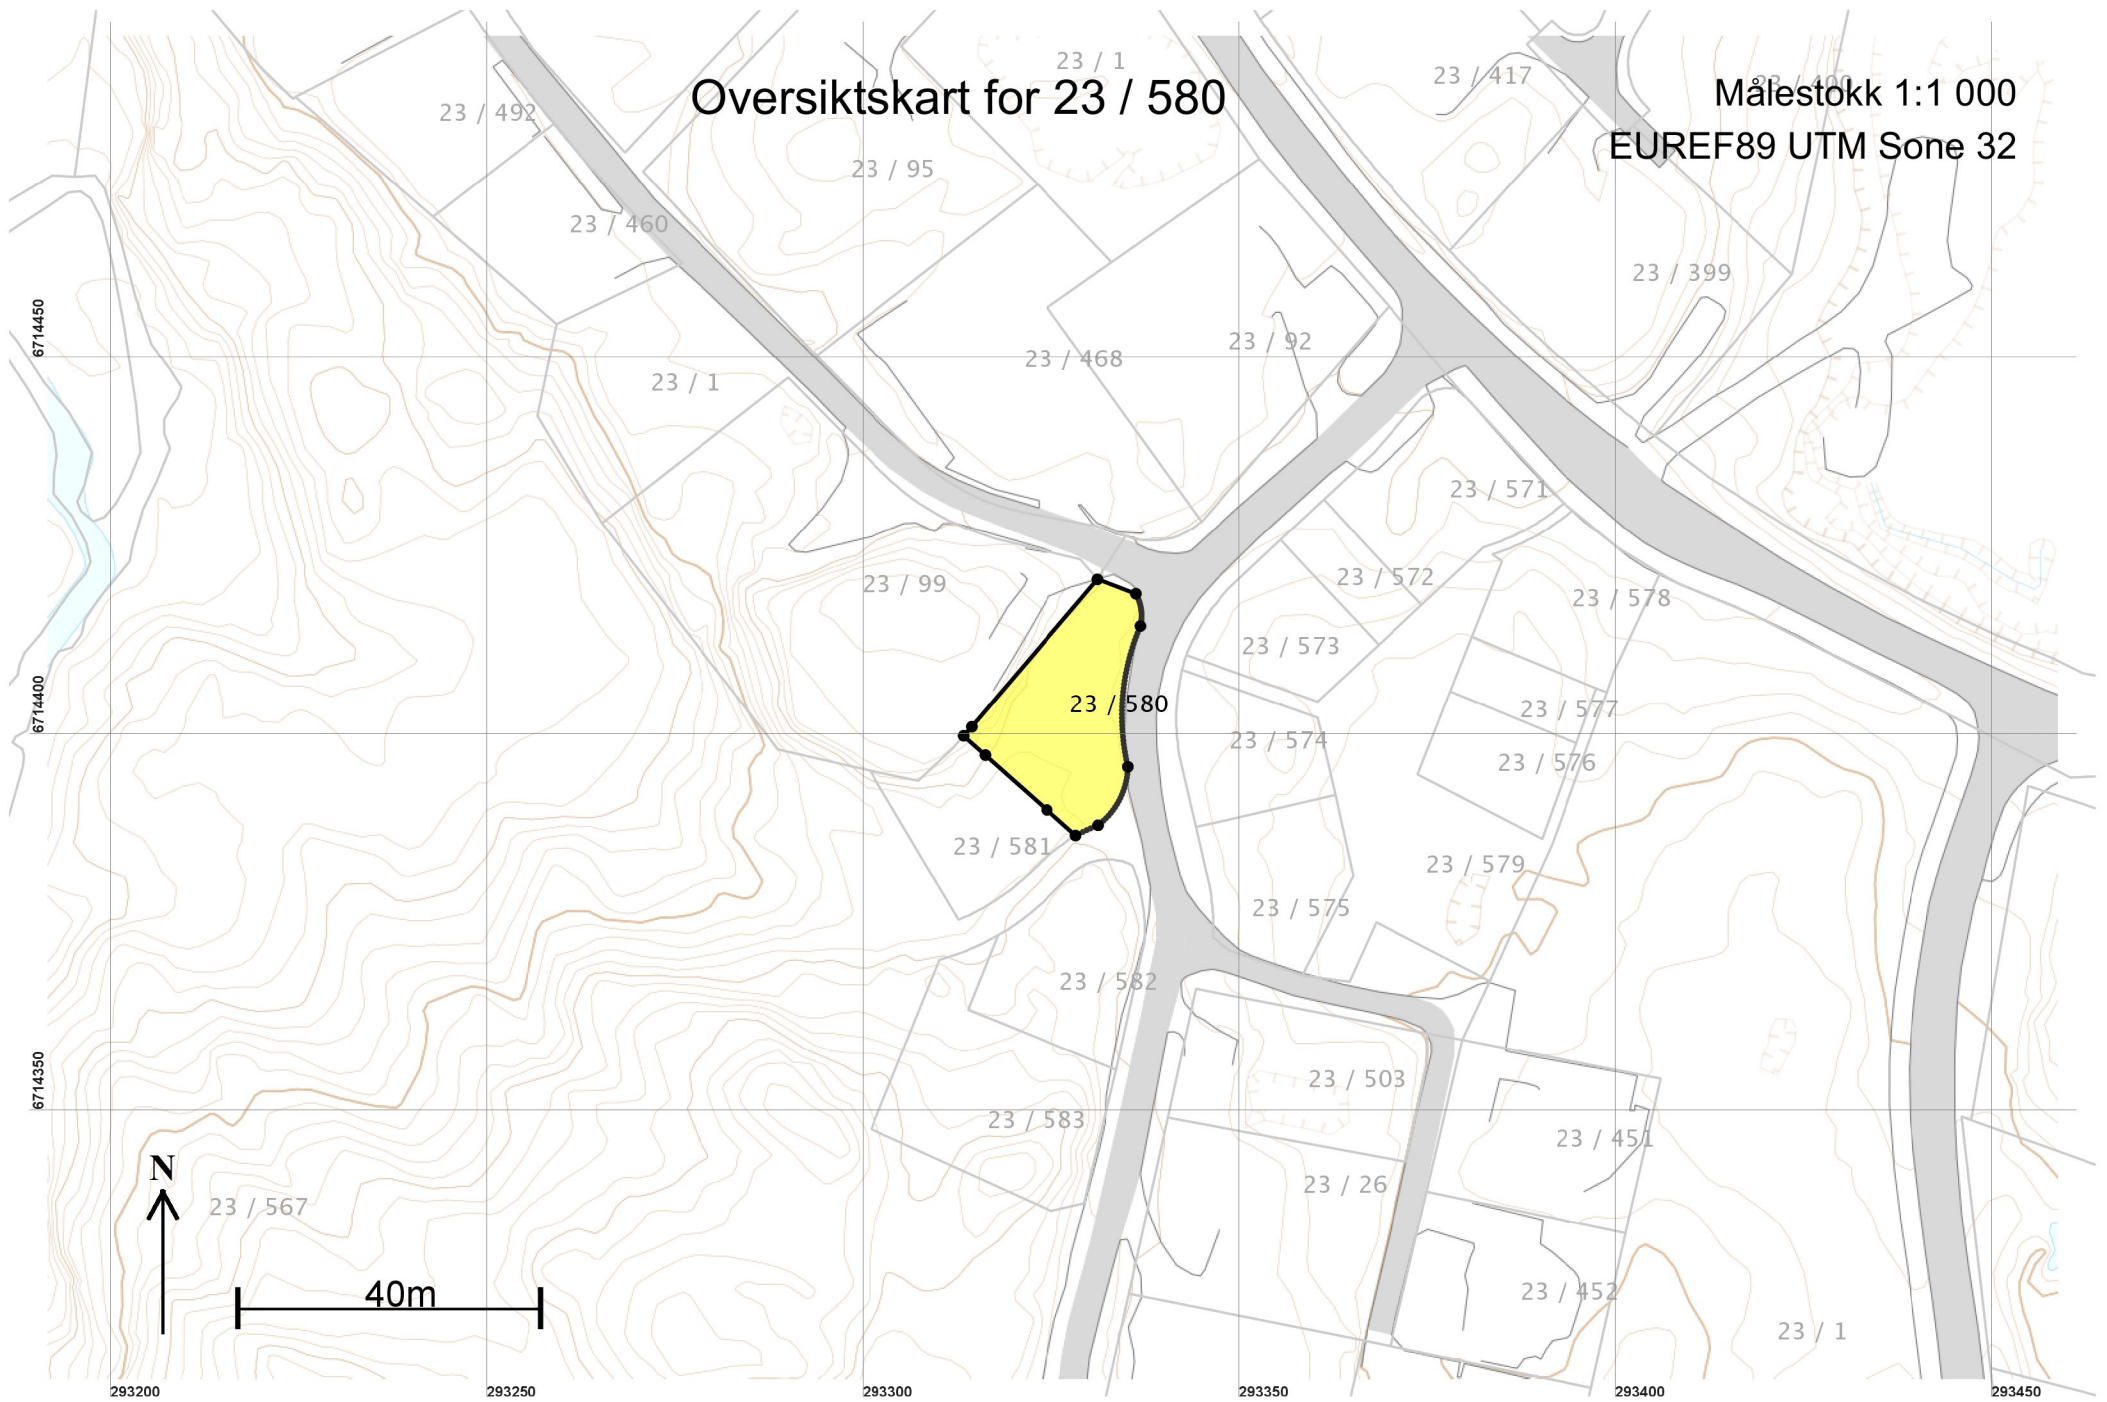 23 / 1
23 / 417
23 / 400
Oversiktskart for 23 / 580
Målestokk 1:1 000
EUREF89 UTM Sone 32
23 / 492
23 / 95
23 / 460
23 / 399
6714450
23 / 92
23 / 468
23 / 1
23 / 571
23 / 99
23 / 572
23 / 578
23 / 573
6714400
23 / 580
23 / 577
23 / 574
23 / 576
23 / 581
23 / 579
23 / 575
23 / 582
6714350
23 / 503
23 / 583
23 / 451
N
23 / 26
23 / 567
40m
23 / 452
23 / 1
293200
293250
293300
293350
293400
293450